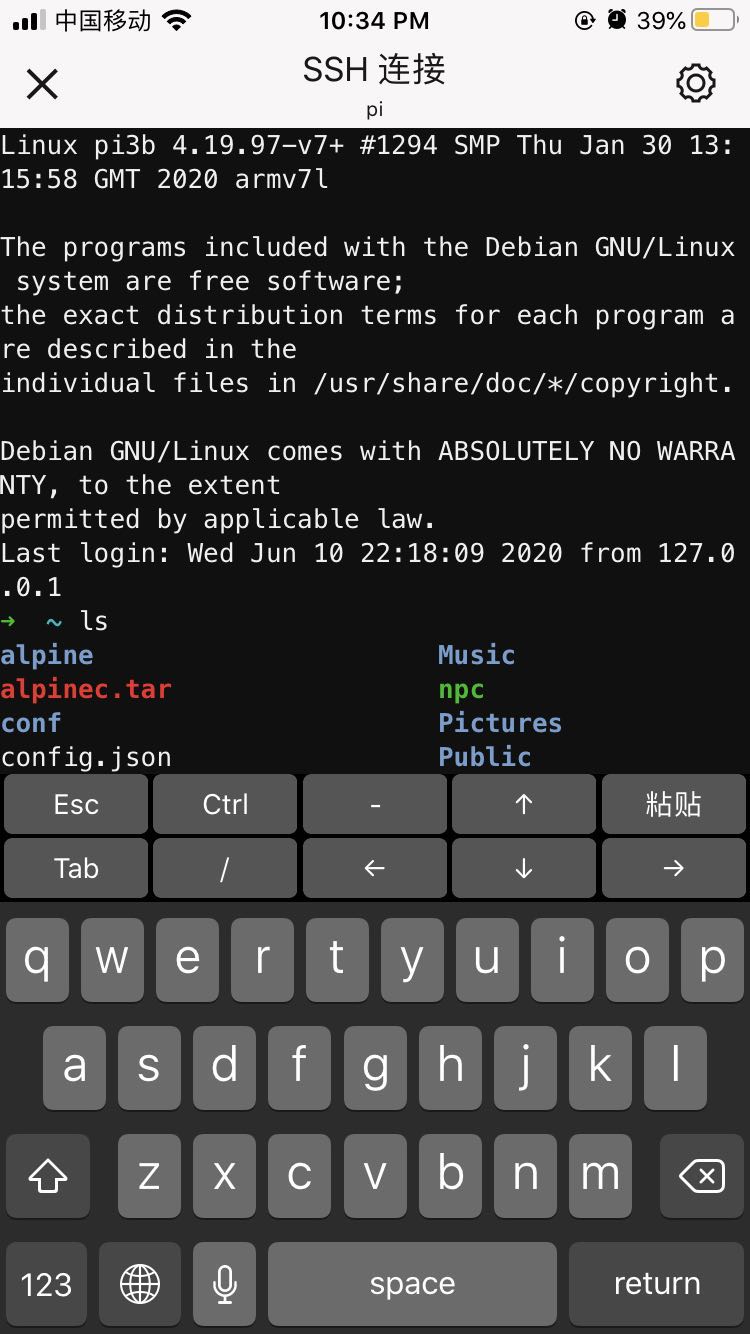 中国移动 10:34 PM 39%
SSH 连接
pi
Linux pi3b 4.19.97-v7+ #1294 SMP Thu Jan 30 13:
15:58 GMT 2020 armv7l
The programs included with the Debian GNU/Linux
 system are free software;
the exact distribution terms for each program a
re described in the
individual files in /usr/share/doc/*/copyright.
Debian GNU/Linux comes with ABSOLUTELY NO WARRA
NTY, to the extent
permitted by applicable law.
Last login: Wed Jun 10 22:18:09 2020 from 127.0
.0.1
➜  ~ ls
alpine Music
alpinec.tar npc
conf Pictures
config.json Public
Esc Ctrl - ↑ 粘贴
Tab / ← ↓ →
q w e r t y u i o p
a s d f g h j k l
z x c v b n m
123 space return